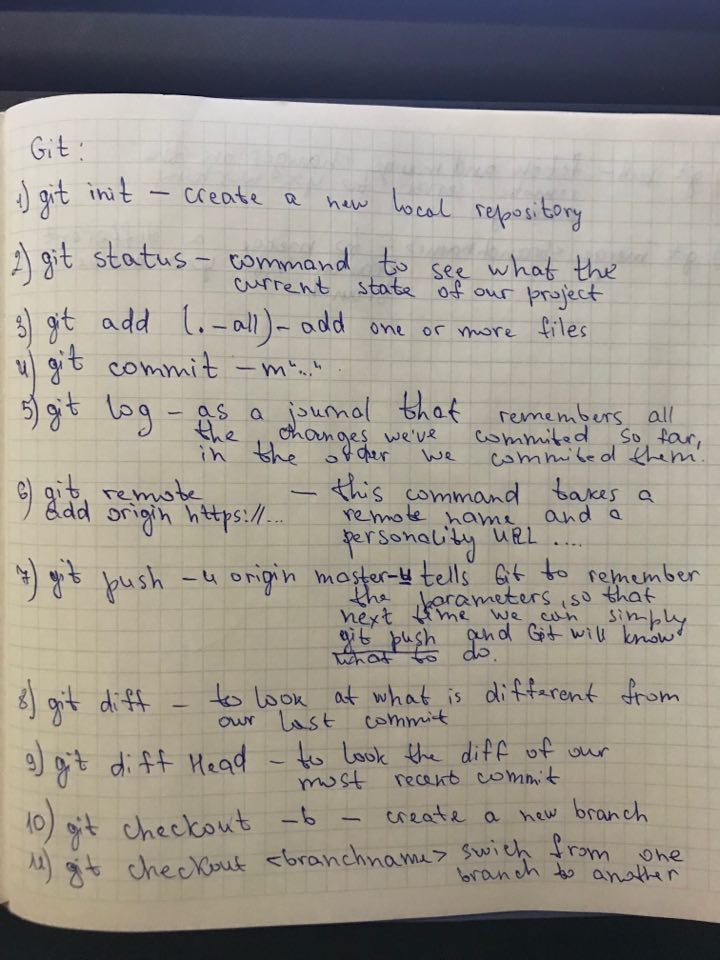 Git:
1) git init - create a new local repository
2) git status - command to see what the
current state of our project
3) git add (. -all) - add one or more files
4) git commit -m "..."
5) git log - as a journal that remembers all
the changes we've commited so far,
in the order we commited them.
6) git remote - this command takes a
add origin https://... remote name and a
personality URL ....
7) git push -u origin master -u tells Git to remember
the parameters, so that
next time we can simply
git push and Git will know
what to do.
8) git diff - to look at what is different from
our last commit
9) git diff Head - to look the diff of our
most recent commit
10) git checkout -b - create a new branch
11) git checkout <branchname> swich from one
branch to another